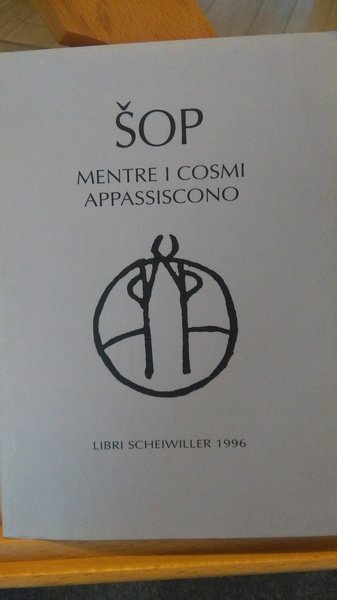 ŠOP
MENTRE I COSMI
APPASSISCONO
LIBRI SCHEIWILLER 1996